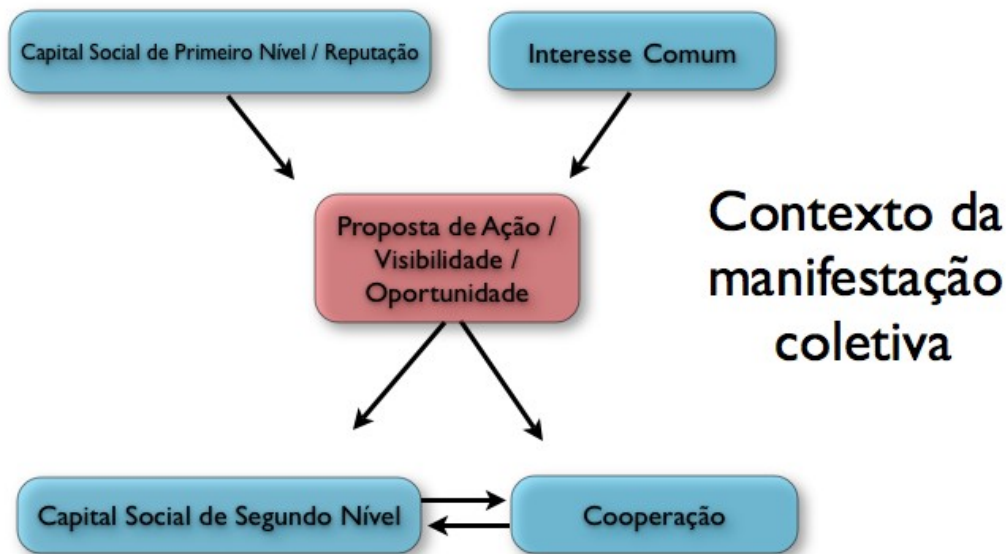 Capital Social de Primeiro Nível / Reputação
Interesse Comum
Proposta de Ação /
Visibilidade /
Oportunidade
Contexto da
manifestação
coletiva
Capital Social de Segundo Nível
Cooperação